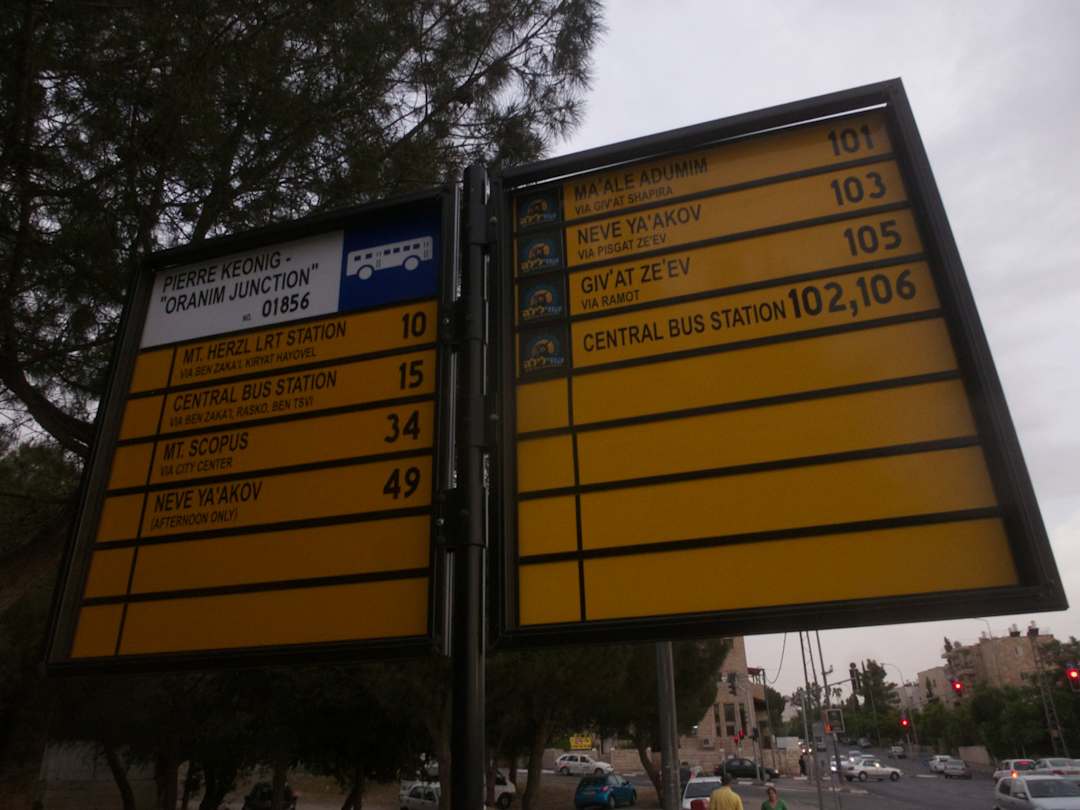 PIERRE KEONIG -
"ORANIM JUNCTION"
NO. 01856
MT. HERZL LRT STATION 10
VIA BEN ZAKA'I, KIRYAT HAYOVEL
CENTRAL BUS STATION 15
VIA BEN ZAKA'I, RASKO, BEN TSVI
MT. SCOPUS 34
VIA CITY CENTER
NEVE YA'AKOV 49
(AFTERNOON ONLY)
MA'ALE ADUMIM 101
VIA GIV'AT SHAPIRA
NEVE YA'AKOV 103
VIA PISGAT ZE'EV
GIV'AT ZE'EV 105
VIA RAMOT
CENTRAL BUS STATION 102,106